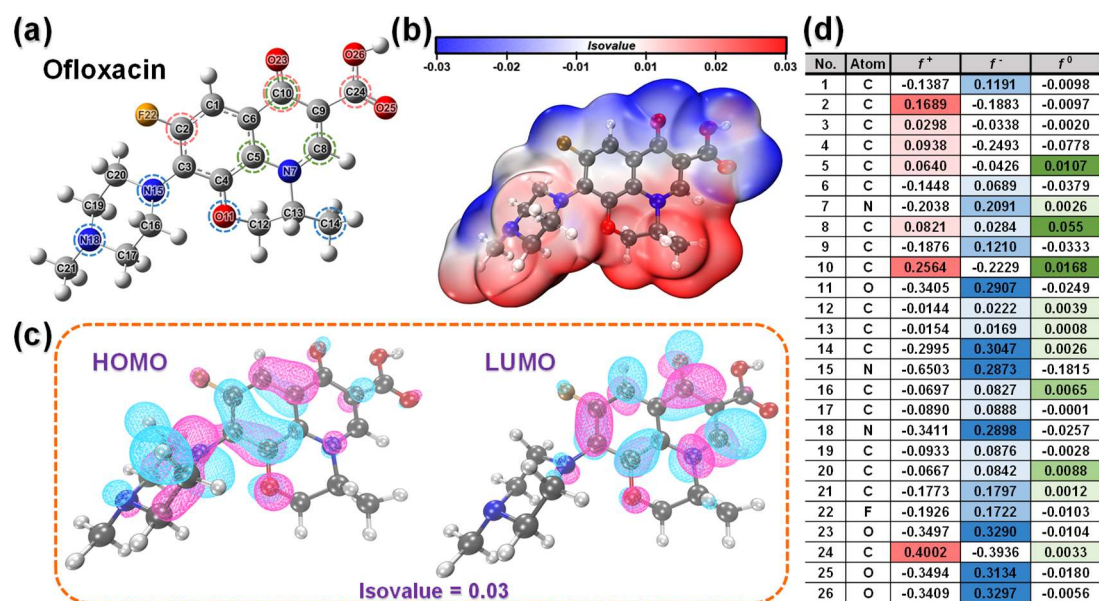 (a)
Ofloxacin
O23
O26
C24
O25
C10
C1
C9
F22
C6
C2
C8
C5
C3
N7
C4
C20
N15
O11
C13
C14
C12
C19
C16
N18
C17
C21
(b)
Isovalue
-0.03 -0.02 -0.01 0.00 0.01 0.02 0.03
(c)
HOMO
LUMO
Isovalue = 0.03
(d)
No. Atom f+ f- f0
1 C -0.1387 0.1191 -0.0098
2 C 0.1689 -0.1883 -0.0097
3 C 0.0298 -0.0338 -0.0020
4 C 0.0938 -0.2493 -0.0778
5 C 0.0640 -0.0426 0.0107
6 C -0.1448 0.0689 -0.0379
7 N -0.2038 0.2091 0.0026
8 C 0.0821 0.0284 0.055
9 C -0.1876 0.1210 -0.0333
10 C 0.2564 -0.2229 0.0168
11 O -0.3405 0.2907 -0.0249
12 C -0.0144 0.0222 0.0039
13 C -0.0154 0.0169 0.0008
14 C -0.2995 0.3047 0.0026
15 N -0.6503 0.2873 -0.1815
16 C -0.0697 0.0827 0.0065
17 C -0.0890 0.0888 -0.0001
18 N -0.3411 0.2898 -0.0257
19 C -0.0933 0.0876 -0.0028
20 C -0.0667 0.0842 0.0088
21 C -0.1773 0.1797 0.0012
22 F -0.1926 0.1722 -0.0103
23 O -0.3497 0.3290 -0.0104
24 C 0.4002 -0.3936 0.0033
25 O -0.3494 0.3134 -0.0180
26 O -0.3409 0.3297 -0.0056